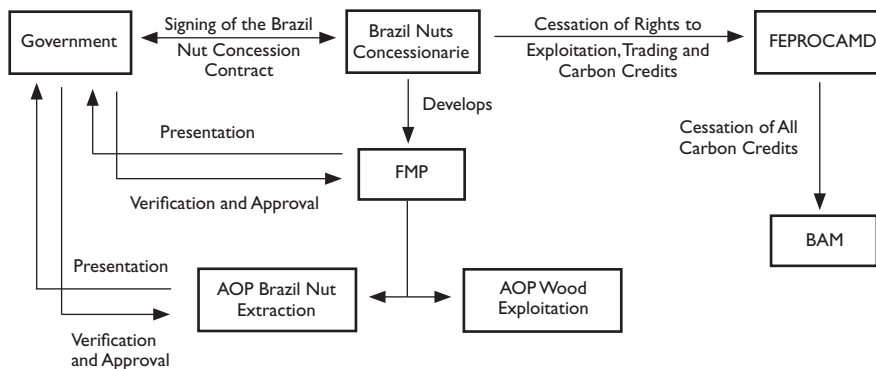 Government
Signing of the Brazil
Nut Concession
Contract
Brazil Nuts
Concessionarie
Cessation of Rights to
Exploitation, Trading and
Carbon Credits
FEPROCAMD
Develops
Presentation
Cessation of All
Carbon Credits
FMP
Verification and Approval
BAM
Presentation
AOP Brazil Nut
Extraction
AOP Wood
Exploitation
Verification
and Approval